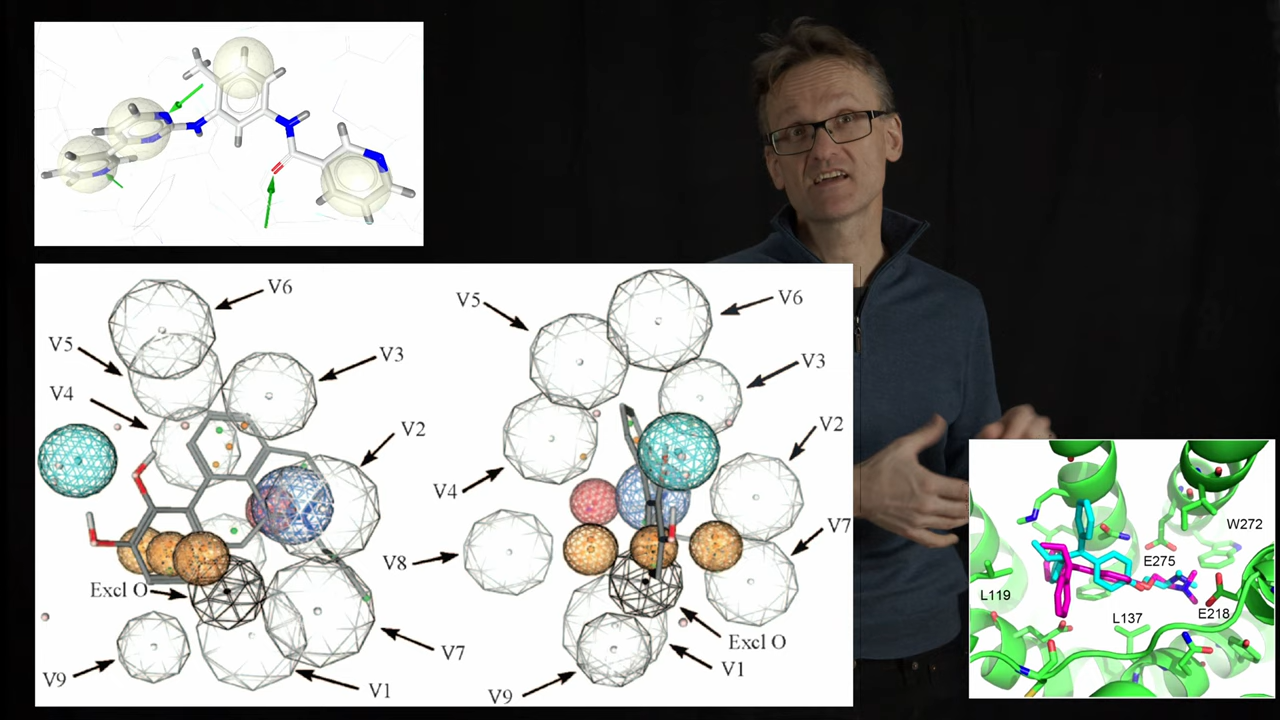 V6
V5
V3
V4
V2
Excl O
V7
V9
V1
V5
V6
V3
V2
V4
V7
V8
Excl O
V1
V9
W272
E275
L119
E218
L137